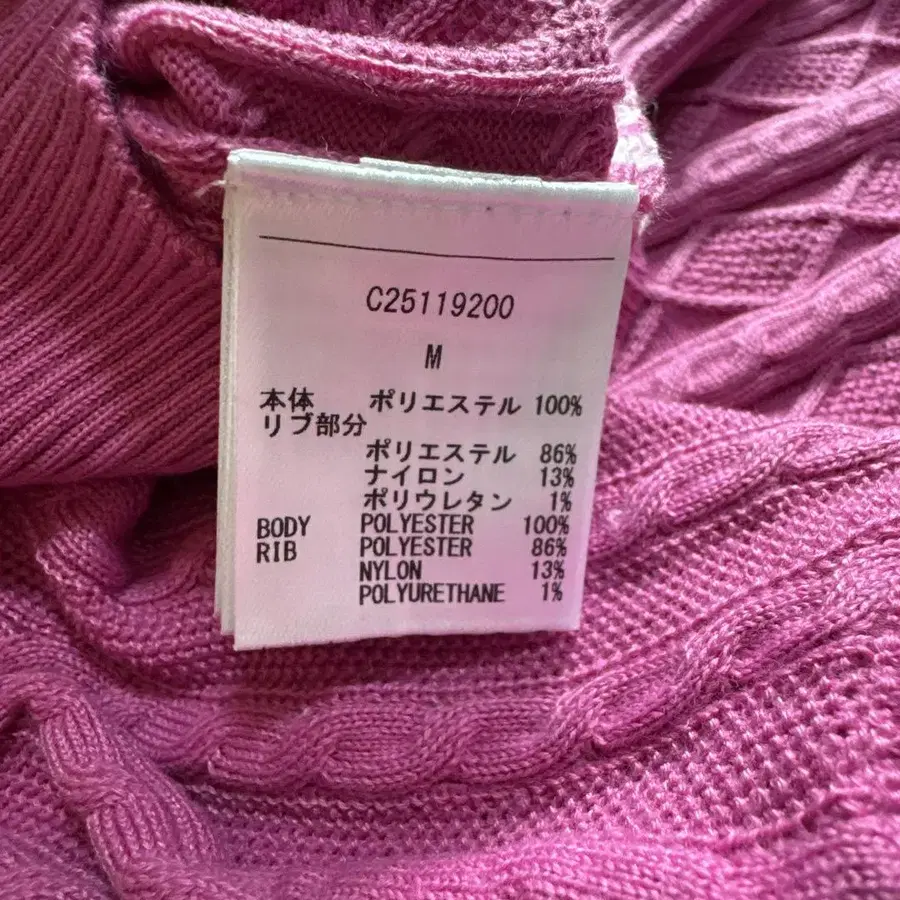 C25119200
M
本体 ポリエステル 100%
リブ部分
ポリエステル 86%
ナイロン 13%
ポリウレタン 1%
BODY POLYESTER 100%
RIB POLYESTER 86%
NYLON 13%
POLYURETHANE 1%